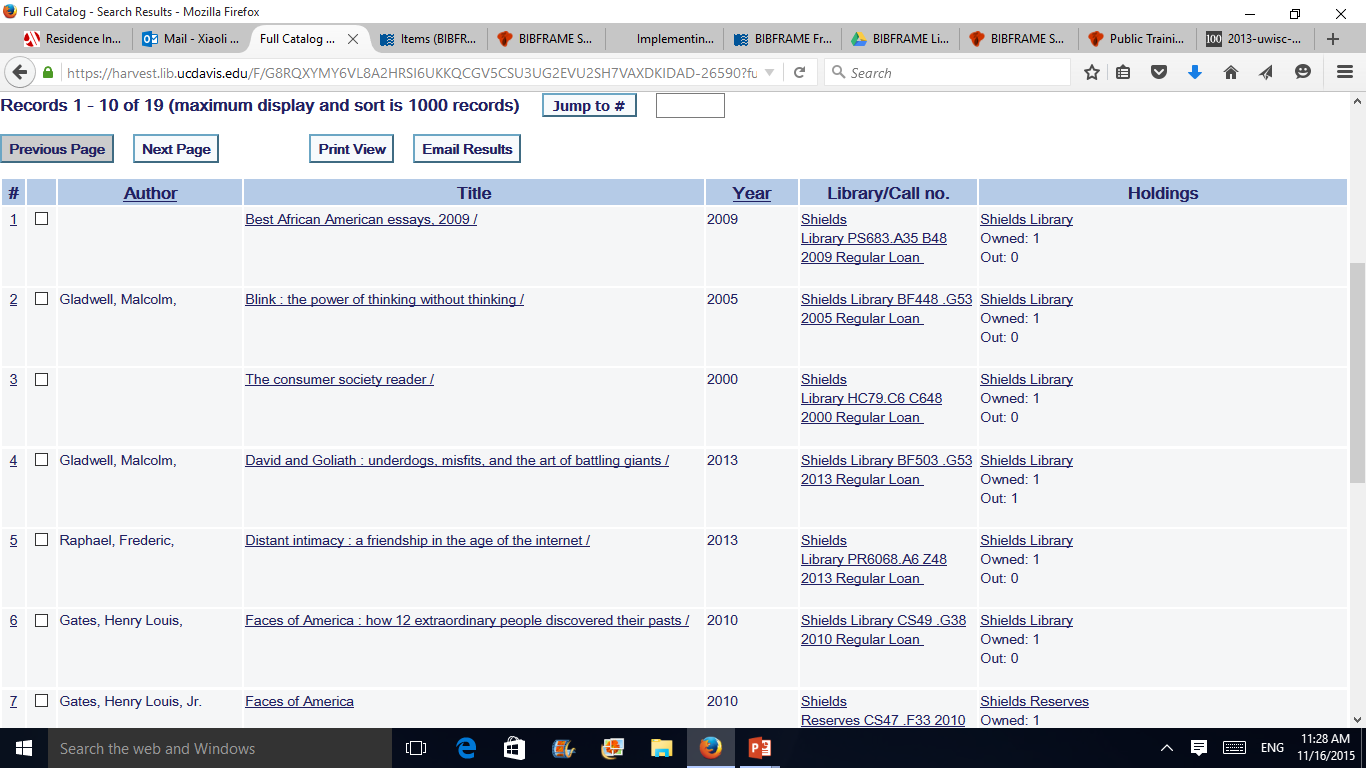 Full Catalog - Search Results - Mozilla Firefox
Residence In... Mail - Xiaoli ... Full Catalog ... Items (BIBFR... BIBFRAME S... Implementin... BIBFRAME Fr... BIBFRAME Li... BIBFRAME S... Public Traini... 100 2013-uwisc-...
https://harvest.lib.ucdavis.edu/F/G8RQXYMY6VL8A2HRSI6UKKQCGV5CSU3UG2EVU2SH7VAXDKIDAD-26590?fu Search
Records 1 - 10 of 19 (maximum display and sort is 1000 records) Jump to #
Previous Page Next Page Print View Email Results
# Author Title Year Library/Call no. Holdings
1 Best African American essays, 2009 / 2009 Shields Shields Library
Library PS683.A35 B48 Owned: 1
2009 Regular Loan Out: 0
2 Gladwell, Malcolm, Blink : the power of thinking without thinking / 2005 Shields Library BF448 .G53 Shields Library
2005 Regular Loan Owned: 1
Out: 0
3 The consumer society reader / 2000 Shields Shields Library
Library HC79.C6 C648 Owned: 1
2000 Regular Loan Out: 0
4 Gladwell, Malcolm, David and Goliath : underdogs, misfits, and the art of battling giants / 2013 Shields Library BF503 .G53 Shields Library
2013 Regular Loan Owned: 1
Out: 1
5 Raphael, Frederic, Distant intimacy : a friendship in the age of the internet / 2013 Shields Shields Library
Library PR6068.A6 Z48 Owned: 1
2013 Regular Loan Out: 0
6 Gates, Henry Louis, Faces of America : how 12 extraordinary people discovered their pasts / 2010 Shields Library CS49 .G38 Shields Library
2010 Regular Loan Owned: 1
Out: 0
7 Gates, Henry Louis, Jr. Faces of America 2010 Shields Shields Reserves
Reserves CS47 .F33 2010 Owned: 1
Search the web and Windows ENG 11:28 AM
11/16/2015